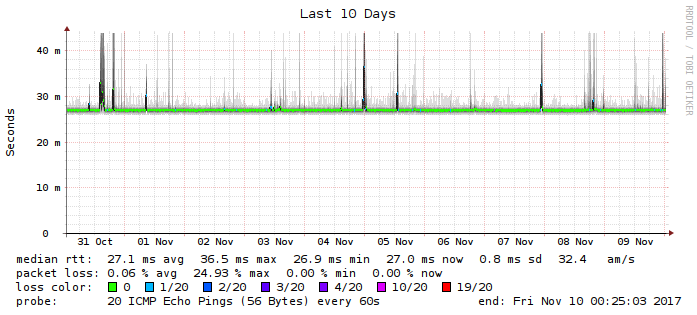 Last 10 Days
RRDTOOL / TOBI OETIKER
Seconds
40 m
30 m
20 m
10 m
0
31 Oct 01 Nov 02 Nov 03 Nov 04 Nov 05 Nov 06 Nov 07 Nov 08 Nov 09 Nov
median rtt: 27.1 ms avg 36.5 ms max 26.9 ms min 27.0 ms now 0.8 ms sd 32.4 am/s
packet loss: 0.06 % avg 24.93 % max 0.00 % min 0.00 % now
loss color: 0 1/20 2/20 3/20 4/20 10/20 19/20
probe: 20 ICMP Echo Pings (56 Bytes) every 60s end: Fri Nov 10 00:25:03 2017